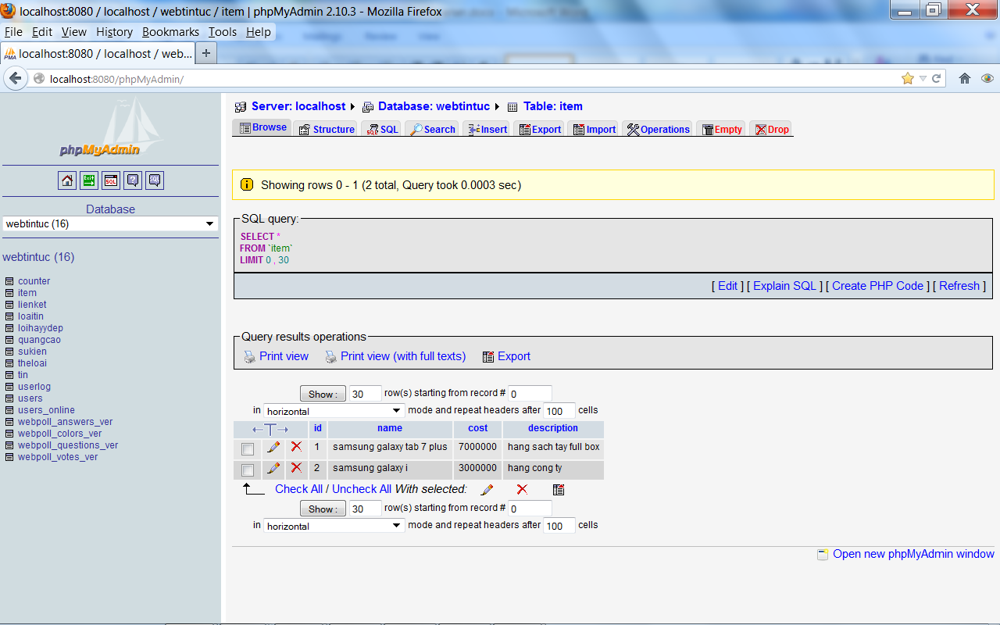 localhost:8080 / localhost / webtintuc / item | phpMyAdmin 2.10.3 - Mozilla Firefox
File Edit View History Bookmarks Tools Help
PMA localhost:8080 / localhost / web... +
localhost:8080/phpMyAdmin/
phpMyAdmin
SQL
Database
webtintuc (16)
webtintuc (16)
counter
item
lienket
loaitin
loihayydep
quangcao
sukien
theloai
tin
userlog
users
users_online
webpoll_answers_ver
webpoll_colors_ver
webpoll_questions_ver
webpoll_votes_ver
Server: localhost Database: webtintuc Table: item
Browse Structure SQL Search Insert Export Import Operations Empty Drop
Showing rows 0 - 1 (2 total, Query took 0.0003 sec)
SQL query:
SELECT *
FROM `item`
LIMIT 0 , 30
[ Edit ] [ Explain SQL ] [ Create PHP Code ] [ Refresh ]
Query results operations
Print view Print view (with full texts) Export
Show : 30 row(s) starting from record # 0
in horizontal mode and repeat headers after 100 cells
←T→ id name cost description
1 samsung galaxy tab 7 plus 7000000 hang sach tay full box
2 samsung galaxy i 3000000 hang cong ty
Check All / Uncheck All With selected:
Show : 30 row(s) starting from record # 0
in horizontal mode and repeat headers after 100 cells
Open new phpMyAdmin window